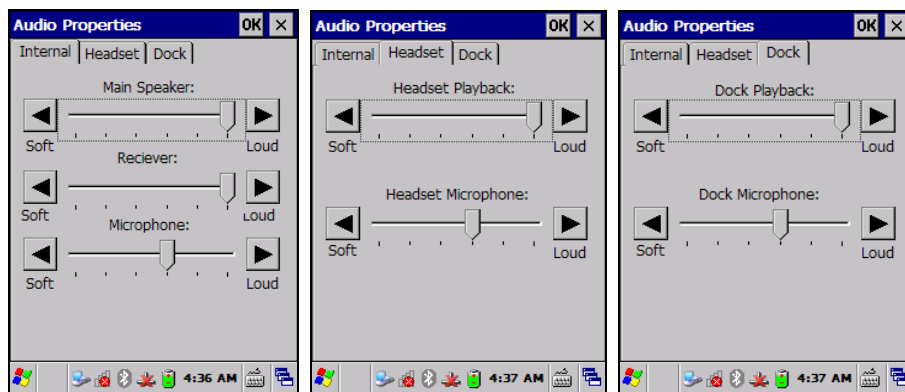 Audio Properties OK ×
Internal Headset Dock
Main Speaker:
Soft Loud
Reciever:
Soft Loud
Microphone:
Soft Loud
4:36 AM
Audio Properties OK ×
Internal Headset Dock
Headset Playback:
Soft Loud
Headset Microphone:
Soft Loud
4:37 AM
Audio Properties OK ×
Internal Headset Dock
Dock Playback:
Soft Loud
Dock Microphone:
Soft Loud
4:37 AM